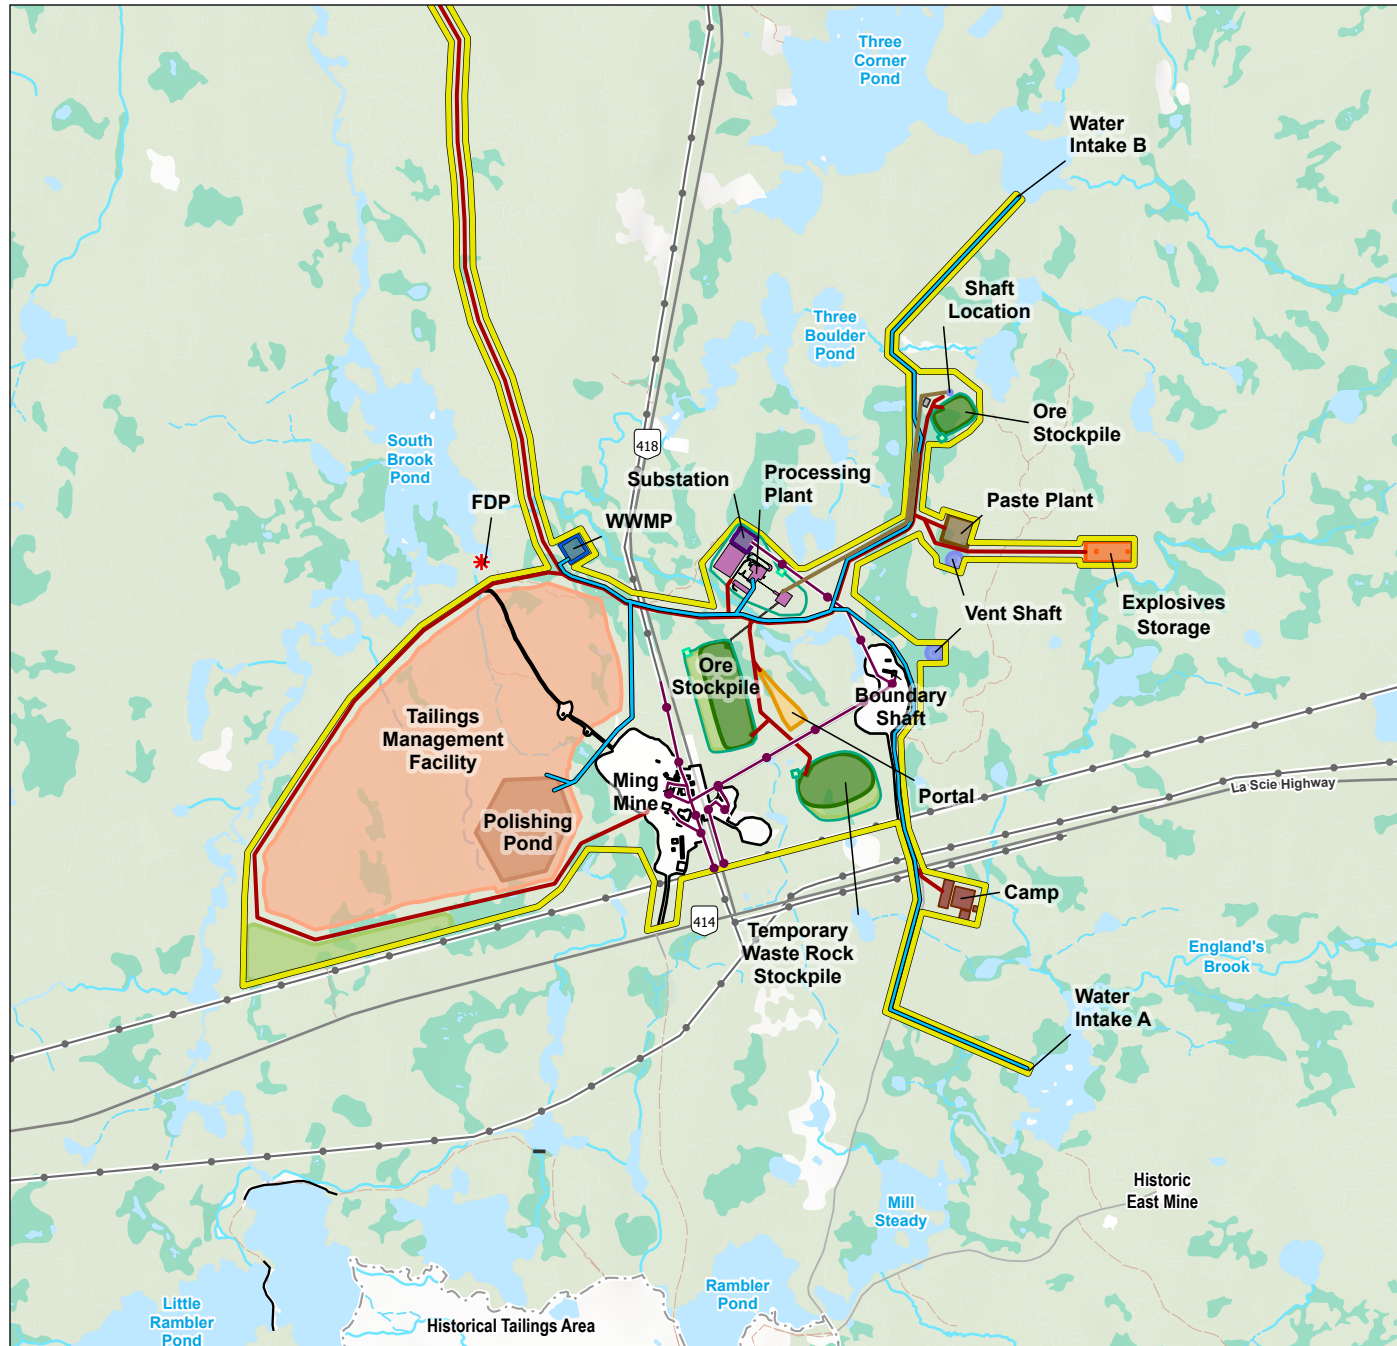 Three
Corner
Pond
Water
Intake B
Shaft
Location
Three
Boulder
Pond
Ore
Stockpile
418
South
Brook
Pond
Substation
Processing
Plant
FDP
WWMP
Paste Plant
Vent Shaft
Explosives
Storage
Ore
Stockpile
Boundary
Shaft
Tailings
Management
Facility
Ming
Mine
Portal
La Scie Highway
Polishing
Pond
Camp
414
Temporary
Waste Rock
Stockpile
England's
Brook
Water
Intake A
Historic
East Mine
Mill
Steady
Rambler
Pond
Little
Rambler
Pond
Historical Tailings Area